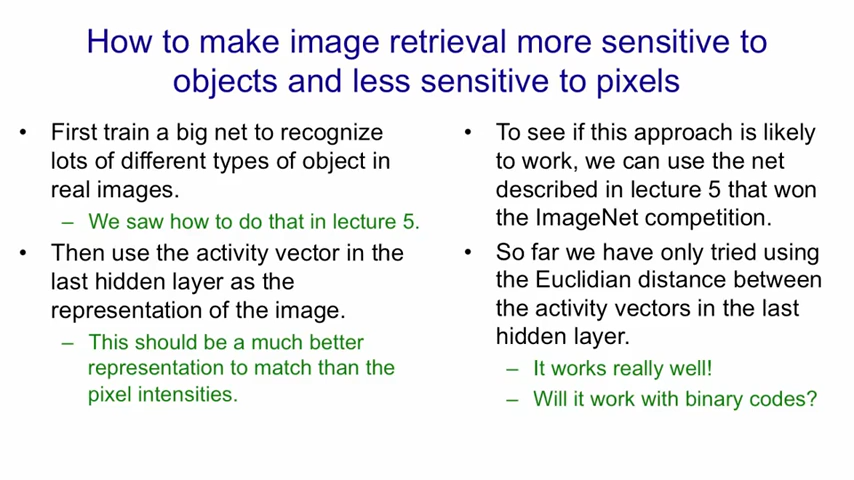 How to make image retrieval more sensitive to
objects and less sensitive to pixels
• First train a big net to recognize
lots of different types of object in
real images.
– We saw how to do that in lecture 5.
• Then use the activity vector in the
last hidden layer as the
representation of the image.
– This should be a much better
representation to match than the
pixel intensities.
• To see if this approach is likely
to work, we can use the net
described in lecture 5 that won
the ImageNet competition.
• So far we have only tried using
the Euclidian distance between
the activity vectors in the last
hidden layer.
– It works really well!
– Will it work with binary codes?